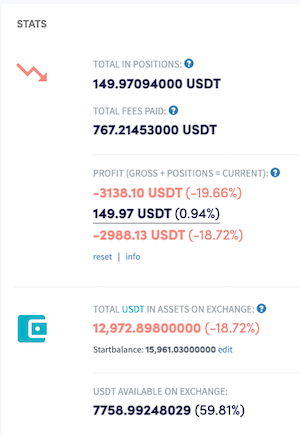 STATS
TOTAL IN POSITIONS: ?
149.97094000 USDT
TOTAL FEES PAID: ?
767.21453000 USDT
PROFIT (GROSS + POSITIONS = CURRENT): ?
-3138.10 USDT (-19.66%)
149.97 USDT (0.94%)
-2988.13 USDT (-18.72%)
reset | info
TOTAL USDT IN ASSETS ON EXCHANGE: ?
12,972.89800000 (-18.72%)
Startbalance: 15,961.03000000 edit
USDT AVAILABLE ON EXCHANGE:
7758.99248029 (59.81%)